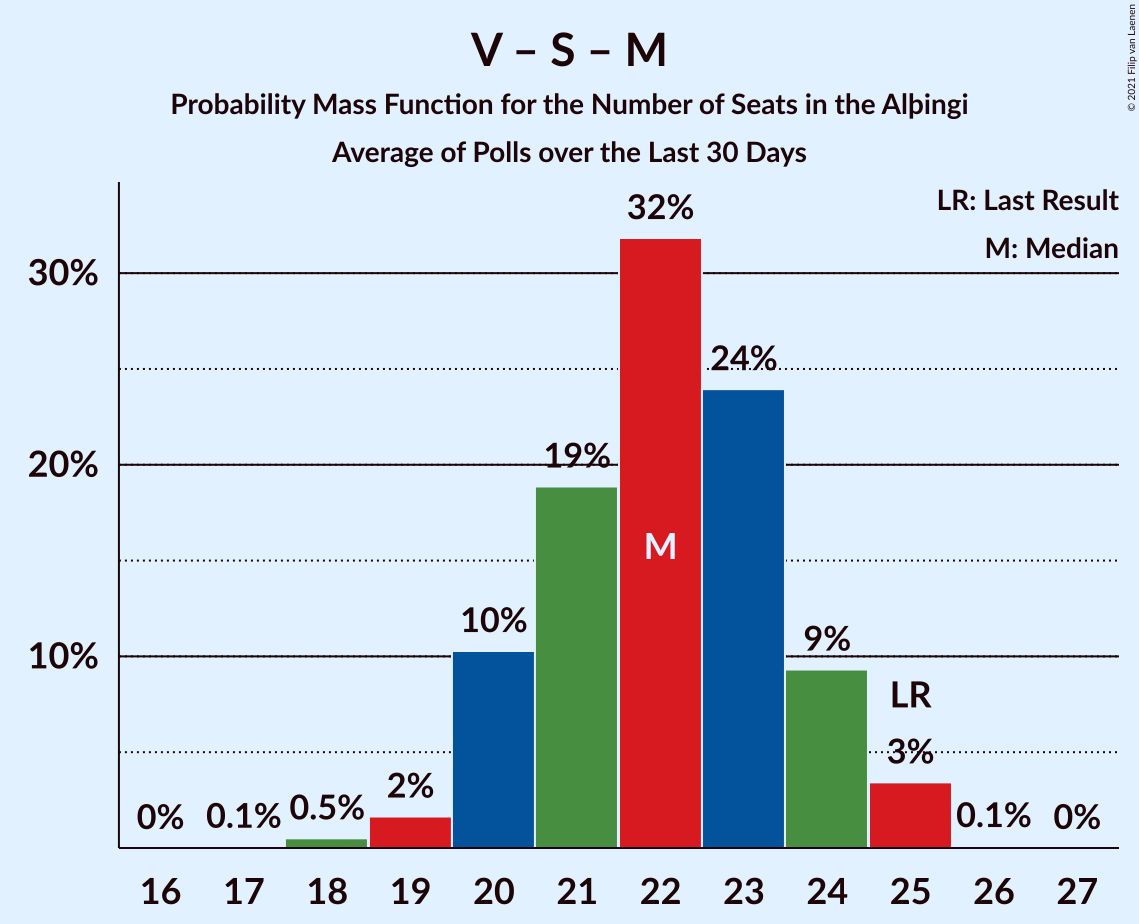 V – S – M
Probability Mass Function for the Number of Seats in the Alþingi
Average of Polls over the Last 30 Days
© 2021 Filip van Laenen
LR: Last Result
M: Median
30%
20%
10%
0%
0.1%
0.5%
2%
10%
19%
32%
M
24%
9%
LR
3%
0.1%
0%
16 17 18 19 20 21 22 23 24 25 26 27